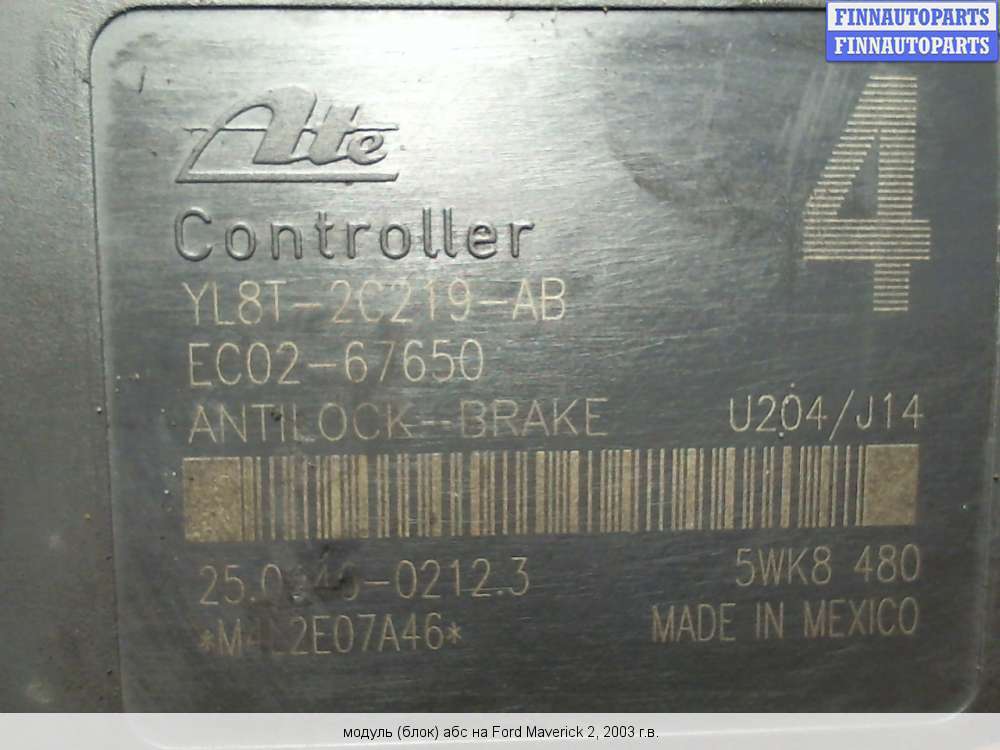 FINNAUTOPARTS
FINNAUTOPARTS
4
Ate
Controller
YL8T-2C219-AB
EC02-67650
ANTILOCK-BRAKE U204/J14
5WK8 480
MADE IN MEXICO
модуль (блок) абс на Ford Maverick 2, 2003 г.в.